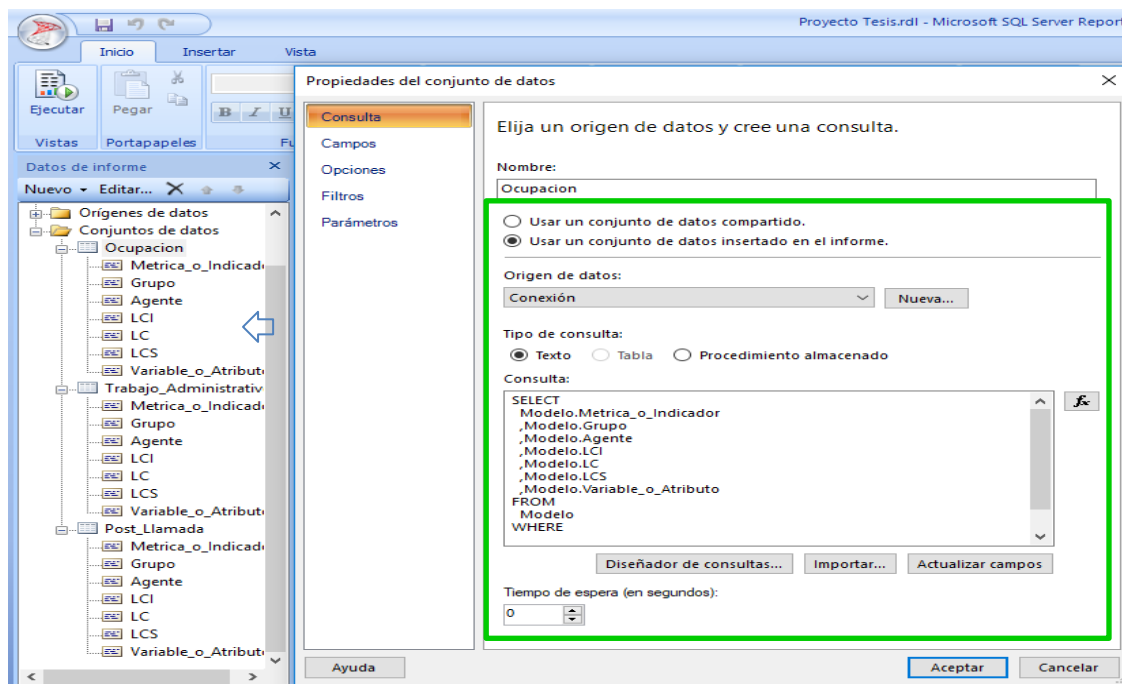 Proyecto Tesis.rdl - Microsoft SQL Server Report
Inicio Insertar Vista
Ejecutar
Pegar
B I U
Vistas Portapapeles Fu
Datos de informe
Nuevo Editar...
Orígenes de datos
Conjuntos de datos
Ocupacion
Metrica_o_Indicad
Grupo
Agente
LCI
LC
LCS
Variable_o_Atribut
Trabajo_Administrativ
Metrica_o_Indicad
Grupo
Agente
LCI
LC
LCS
Variable_o_Atribut
Post_Llamada
Metrica_o_Indicad
Grupo
Agente
LCI
LC
LCS
Variable_o_Atribut
Propiedades del conjunto de datos
Consulta
Campos
Opciones
Filtros
Parámetros
Elija un origen de datos y cree una consulta.
Nombre:
Ocupacion
Usar un conjunto de datos compartido.
Usar un conjunto de datos insertado en el informe.
Origen de datos:
Conexión Nueva...
Tipo de consulta:
Texto Tabla Procedimiento almacenado
Consulta:
SELECT
Modelo.Metrica_o_Indicador
,Modelo.Grupo
,Modelo.Agente
,Modelo.LCI
,Modelo.LC
,Modelo.LCS
,Modelo.Variable_o_Atributo
FROM
Modelo
WHERE
fx
Diseñador de consultas... Importar... Actualizar campos
Tiempo de espera (en segundos):
0
Ayuda Aceptar Cancelar